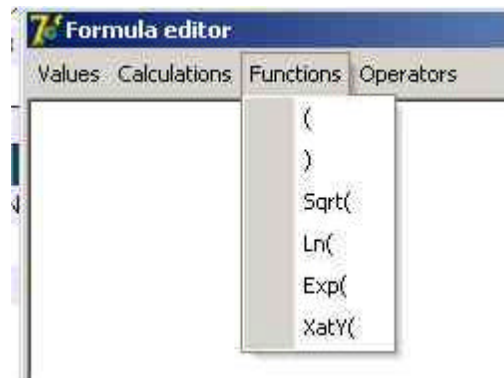 Formula editor
Values Calculations Functions Operators
(
)
Sqrt(
Ln(
Exp(
XatY(